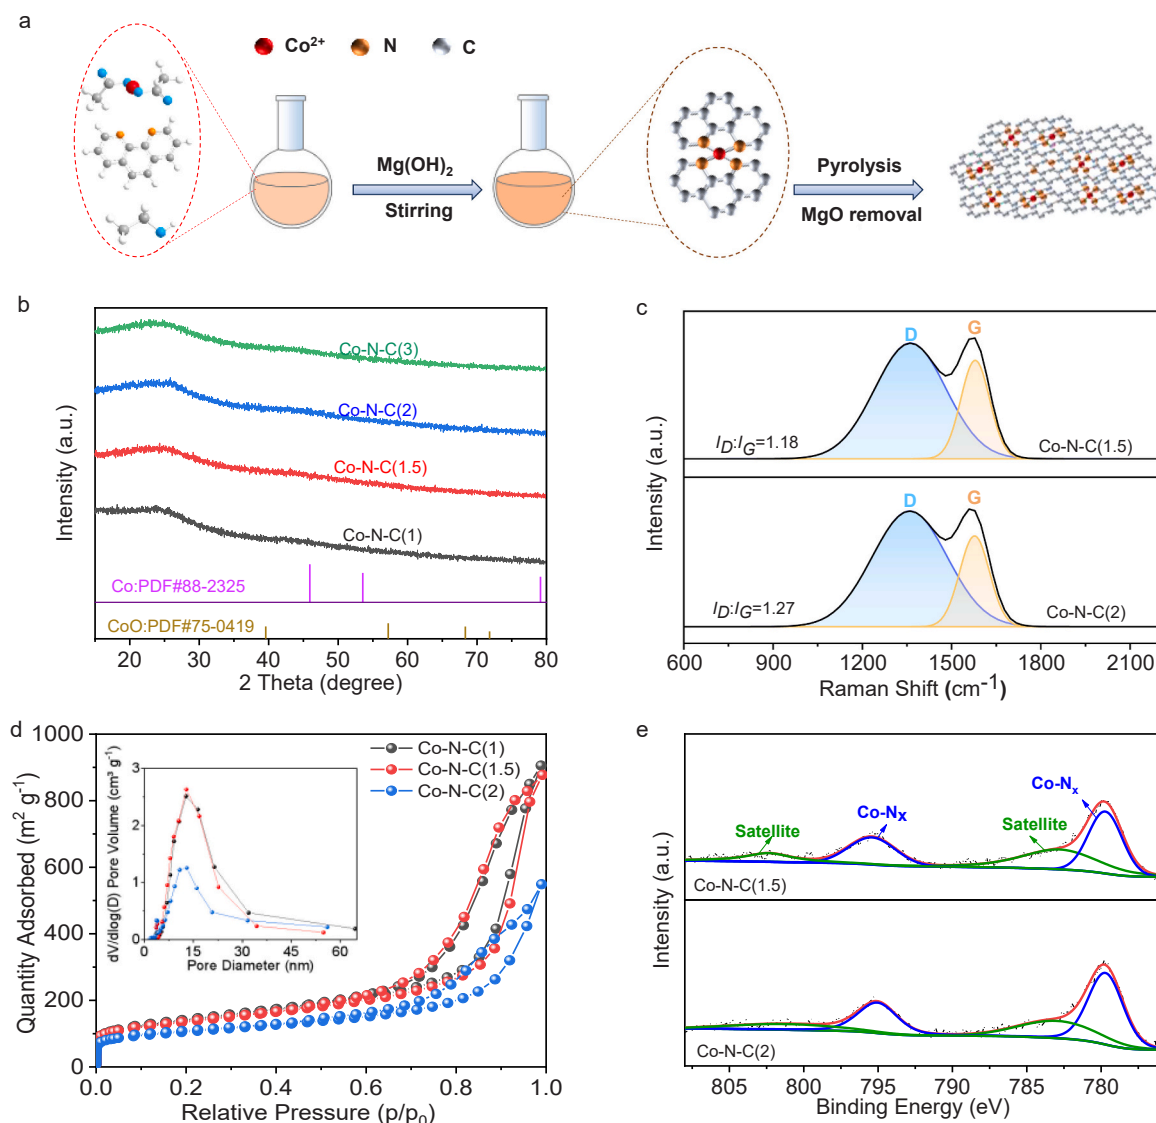 a
Co²⁺ N C
Mg(OH)₂
Stirring
Pyrolysis
MgO removal
b
Intensity (a.u.)
Co-N-C(3)
Co-N-C(2)
Co-N-C(1.5)
Co-N-C(1)
Co:PDF#88-2325
CoO:PDF#75-0419
20 30 40 50 60 70 80
2 Theta (degree)
c
Intensity (a.u.)
D G
I_D:I_G=1.18
Co-N-C(1.5)
D G
I_D:I_G=1.27
Co-N-C(2)
600 900 1200 1500 1800 2100
Raman Shift (cm⁻¹)
d
Quantity Adsorbed (m² g⁻¹)
1000
800
600
400
200
0
0.0 0.2 0.4 0.6 0.8 1.0
Relative Pressure (p/p₀)
Co-N-C(1)
Co-N-C(1.5)
Co-N-C(2)
dV/dlog(D) Pore Volume (cm³ g⁻¹)
3
2
1
0
0 15 30 45 60
Pore Diameter (nm)
e
Intensity (a.u.)
Satellite
Co-Nₓ
Satellite
Co-Nₓ
Co-N-C(1.5)
Co-N-C(2)
805 800 795 790 785 780
Binding Energy (eV)